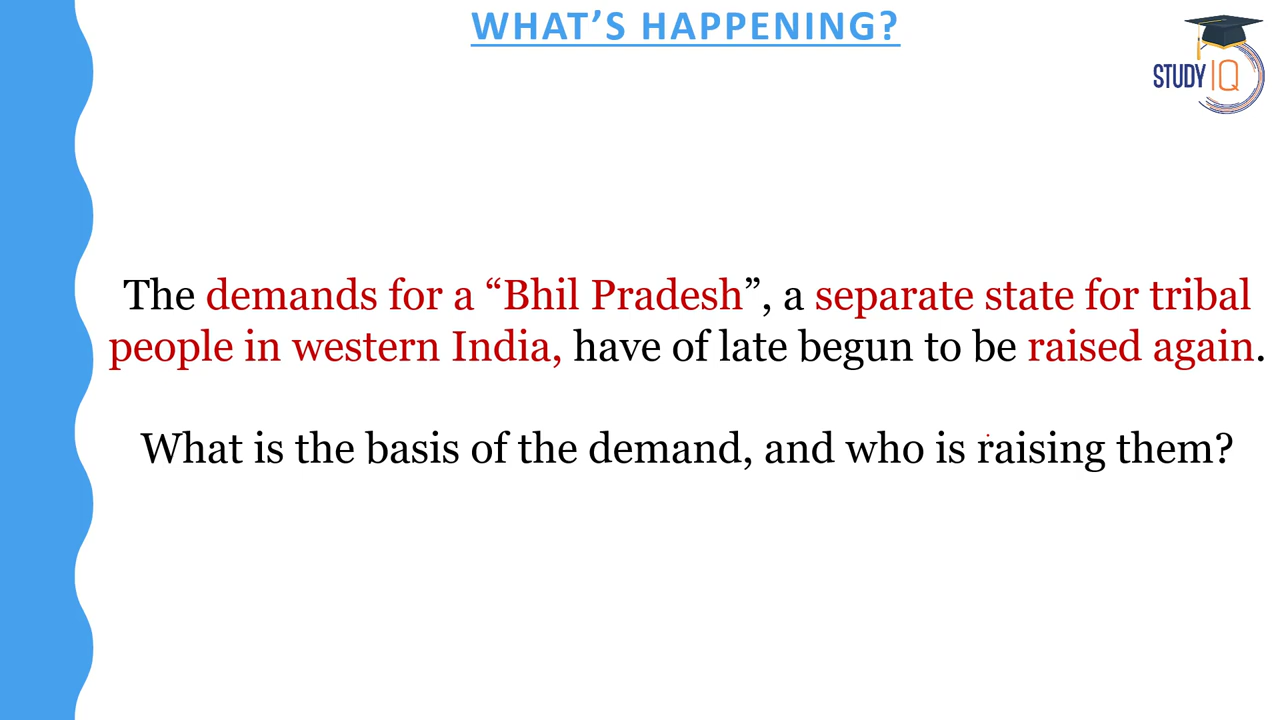 WHAT’S HAPPENING?
STUDY IQ
The demands for a “Bhil Pradesh”, a separate state for tribal
people in western India, have of late begun to be raised again.
What is the basis of the demand, and who is raising them?